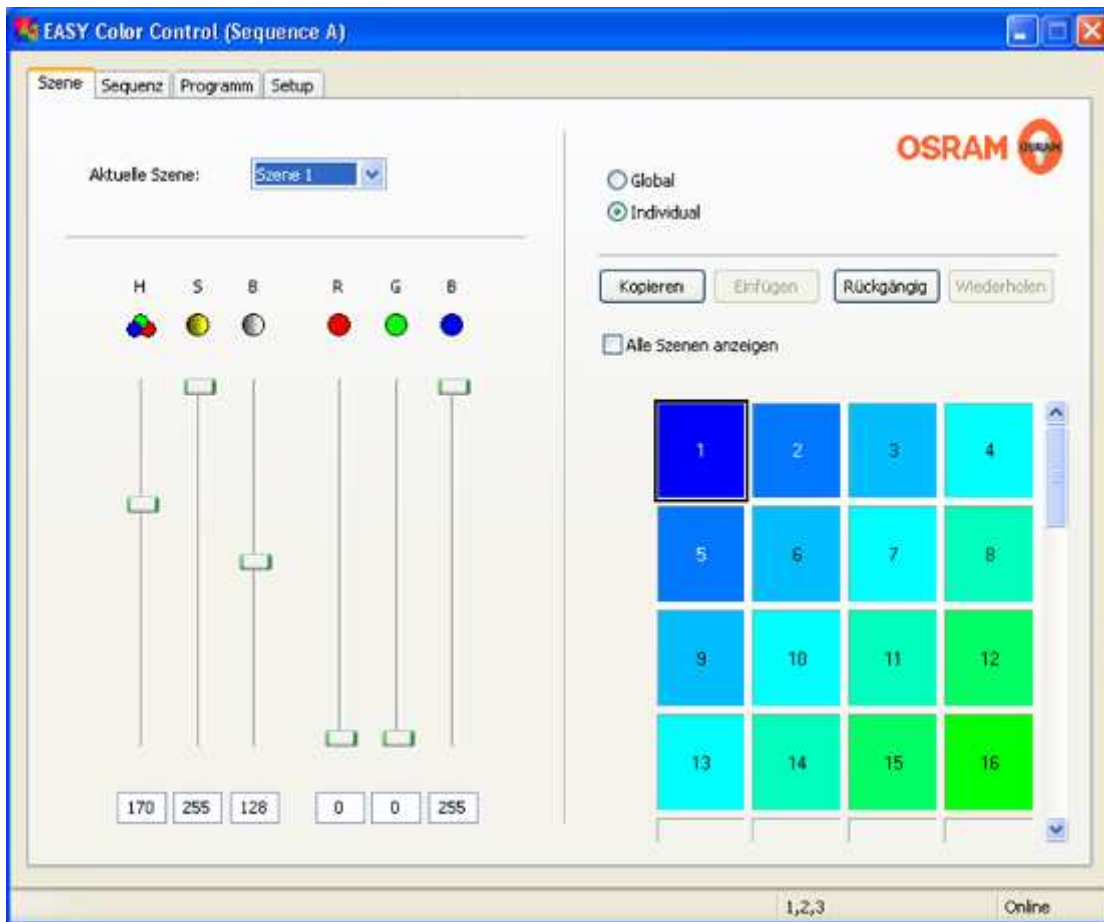 EASY Color Control (Sequence A)
Szene Sequenz Programm Setup
OSRAM
OSRAM
Aktuelle Szene: Szene 1
Global
Individual
H S B R G B
Kopieren Einfügen Rückgängig Wiederholen
Alle Szenen anzeigen
1 2 3 4
5 6 7 8
9 10 11 12
13 14 15 16
170 255 128 0 0 255
1,2,3 Online